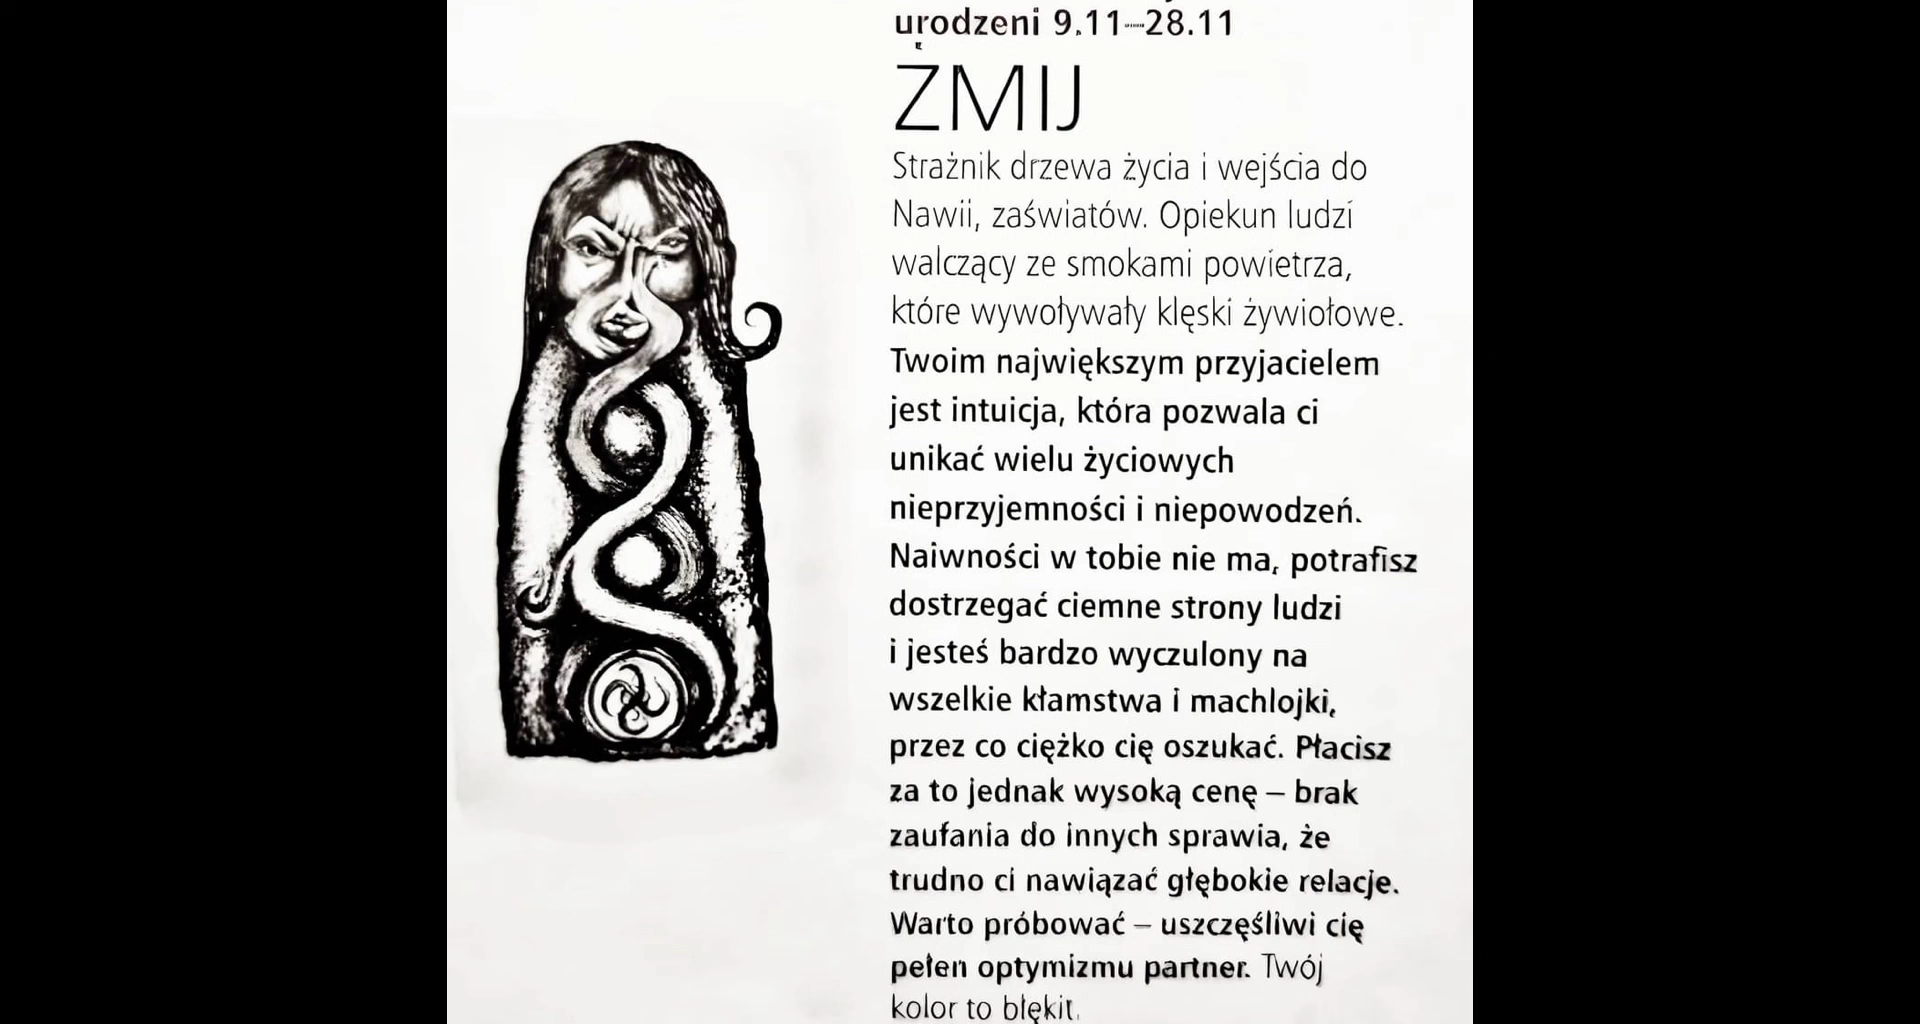 urodzeni 9.11–28.11
ŻMIJ
Strażnik drzewa życia i wejścia do
Nawii, zaświatów. Opiekun ludzi
walczący ze smokami powietrza,
które wywoływały klęski żywiołowe.
Twoim największym przyjacielem
jest intuicja, która pozwala ci
unikać wielu życiowych
nieprzyjemności i niepowodzeń.
Naiwności w tobie nie ma, potrafisz
dostrzegać ciemne strony ludzi
i jesteś bardzo wyczulony na
wszelkie kłamstwa i machlojki,
przez co ciężko cię oszukać. Płacisz
za to jednak wysoką cenę – brak
zaufania do innych sprawia, że
trudno ci nawiązać głębokie relacje.
Warto próbować – uszczęśliwi cię
pełen optymizmu partner. Twój
kolor to błękit.